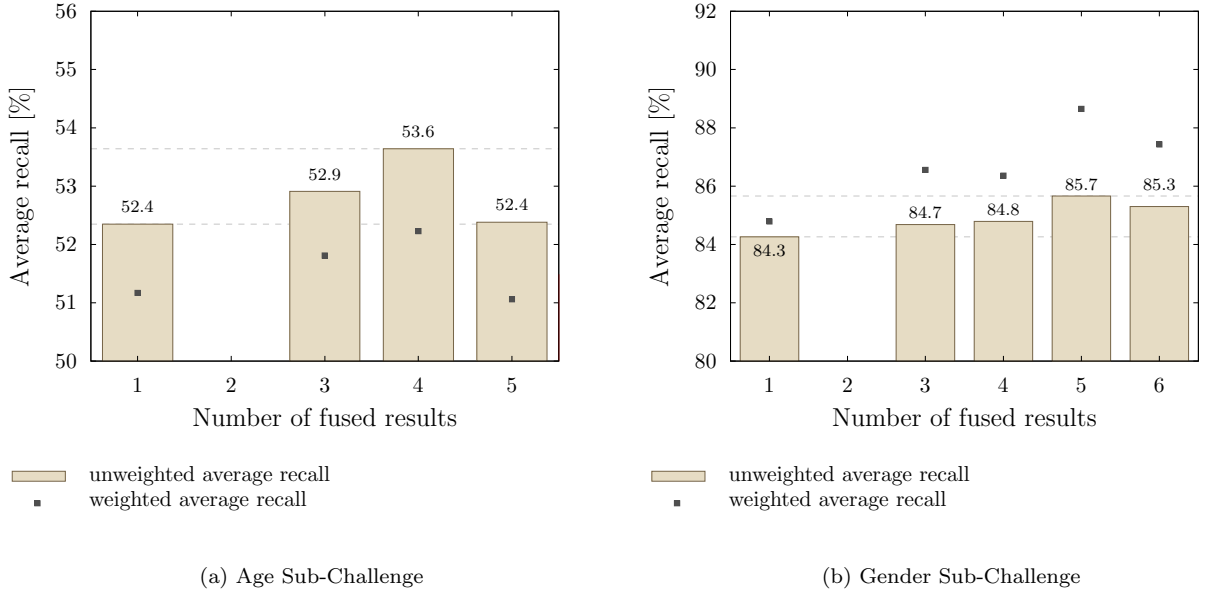 56
55
54
53
52
51
50
Average recall [%]
52.4
52.9
53.6
52.4
1 2 3 4 5
Number of fused results
unweighted average recall
weighted average recall
(a) Age Sub-Challenge
92
90
88
86
84
82
80
Average recall [%]
84.3
84.7
84.8
85.7
85.3
1 2 3 4 5 6
Number of fused results
unweighted average recall
weighted average recall
(b) Gender Sub-Challenge